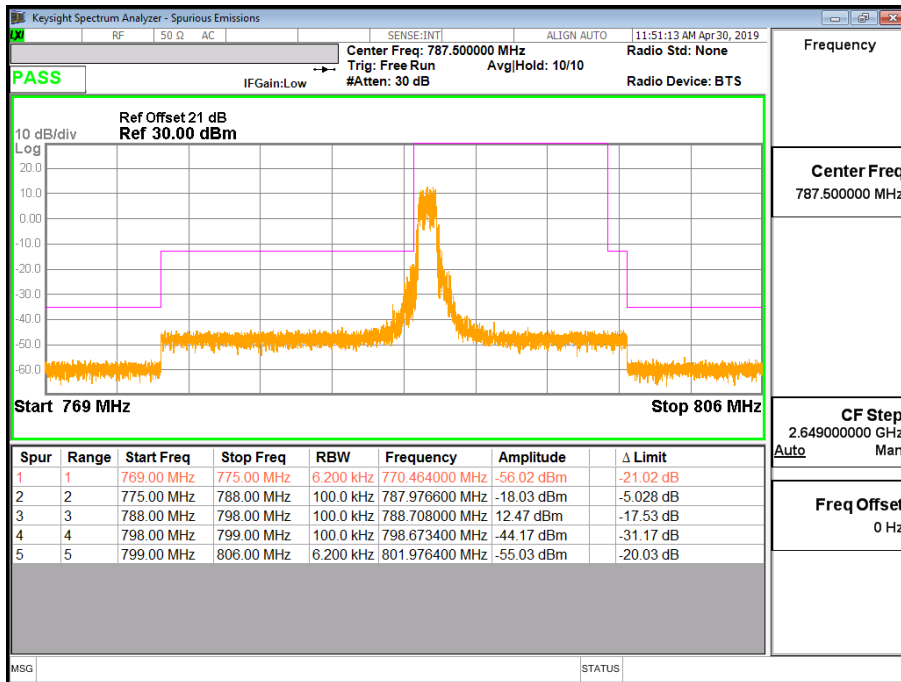 Keysight Spectrum Analyzer - Spurious Emissions
LXI RF 50 Ω AC SENSE:INT ALIGN AUTO 11:51:13 AM Apr 30, 2019
Center Freq: 787.500000 MHz Radio Std: None
Trig: Free Run Avg|Hold: 10/10
PASS IFGain:Low #Atten: 30 dB Radio Device: BTS
Ref Offset 21 dB
10 dB/div Ref 30.00 dBm
Log
20.0
10.0
0.00
-10.0
-20.0
-30.0
-40.0
-50.0
-60.0
Start 769 MHz Stop 806 MHz
Spur Range Start Freq Stop Freq RBW Frequency Amplitude Δ Limit
1 1 769.00 MHz 775.00 MHz 6.200 kHz 770.464000 MHz -56.02 dBm -21.02 dB
2 2 775.00 MHz 788.00 MHz 100.0 kHz 787.976600 MHz -18.03 dBm -5.028 dB
3 3 788.00 MHz 798.00 MHz 100.0 kHz 788.708000 MHz 12.47 dBm -17.53 dB
4 4 798.00 MHz 799.00 MHz 100.0 kHz 798.673400 MHz -44.17 dBm -31.17 dB
5 5 799.00 MHz 806.00 MHz 6.200 kHz 801.976400 MHz -55.03 dBm -20.03 dB
MSG STATUS
Frequency
Center Freq
787.500000 MHz
CF Step
2.649000000 GHz
Auto Man
Freq Offset
0 Hz